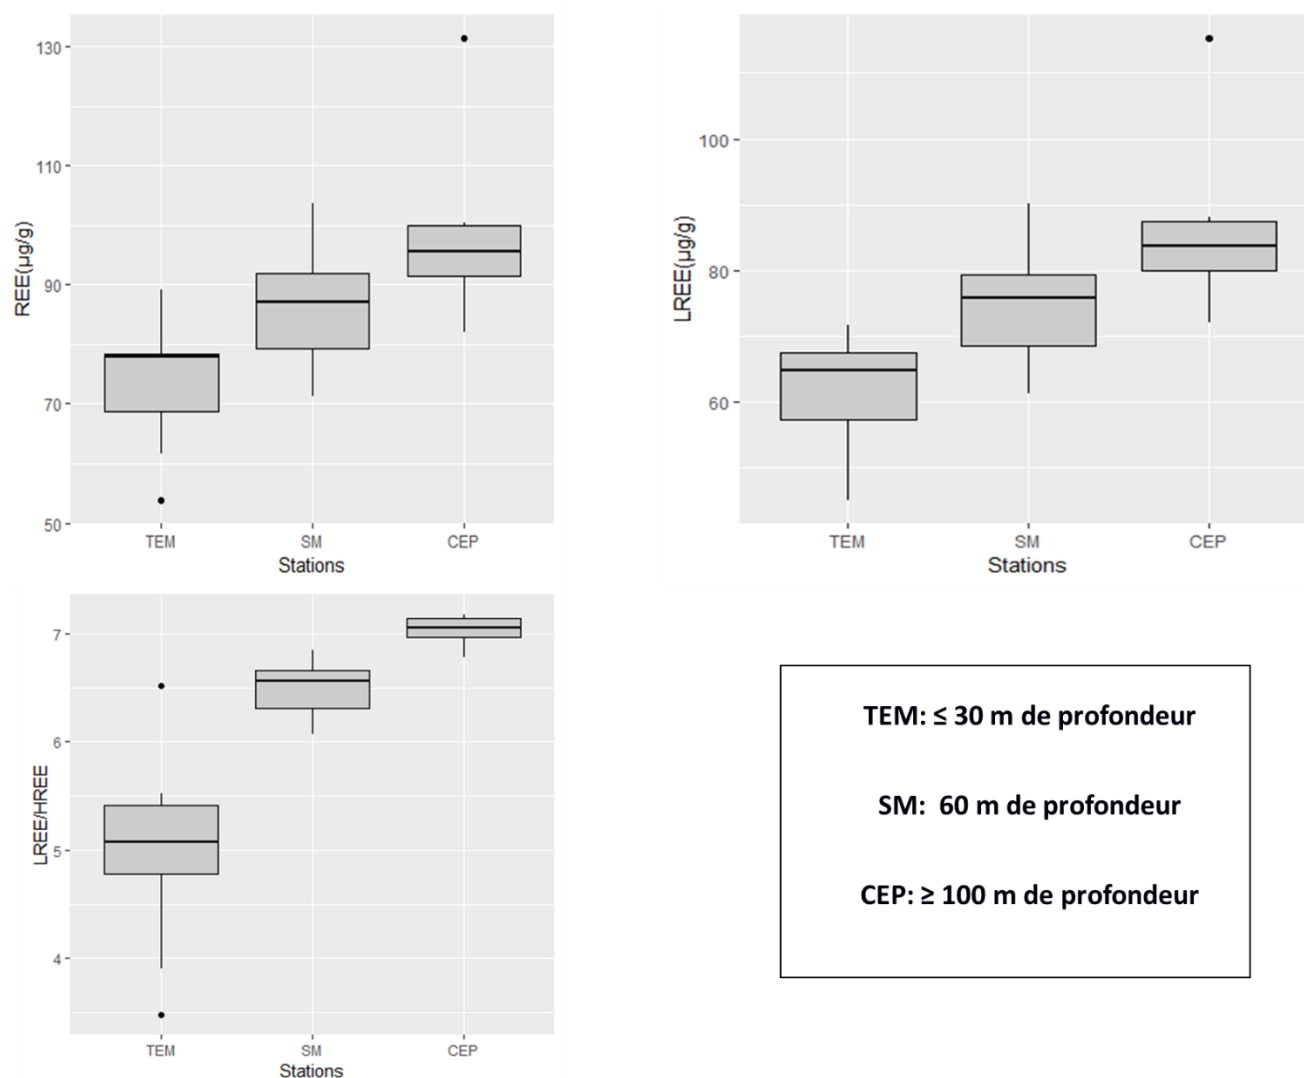 130
110
90
70
50
REE(µg/g)
TEM
SM
CEP
Stations
100
80
60
LREE(µg/g)
TEM
SM
CEP
Stations
7
6
5
4
LREE/HREE
TEM
SM
CEP
Stations
TEM: ≤ 30 m de profondeur
SM: 60 m de profondeur
CEP: ≥ 100 m de profondeur